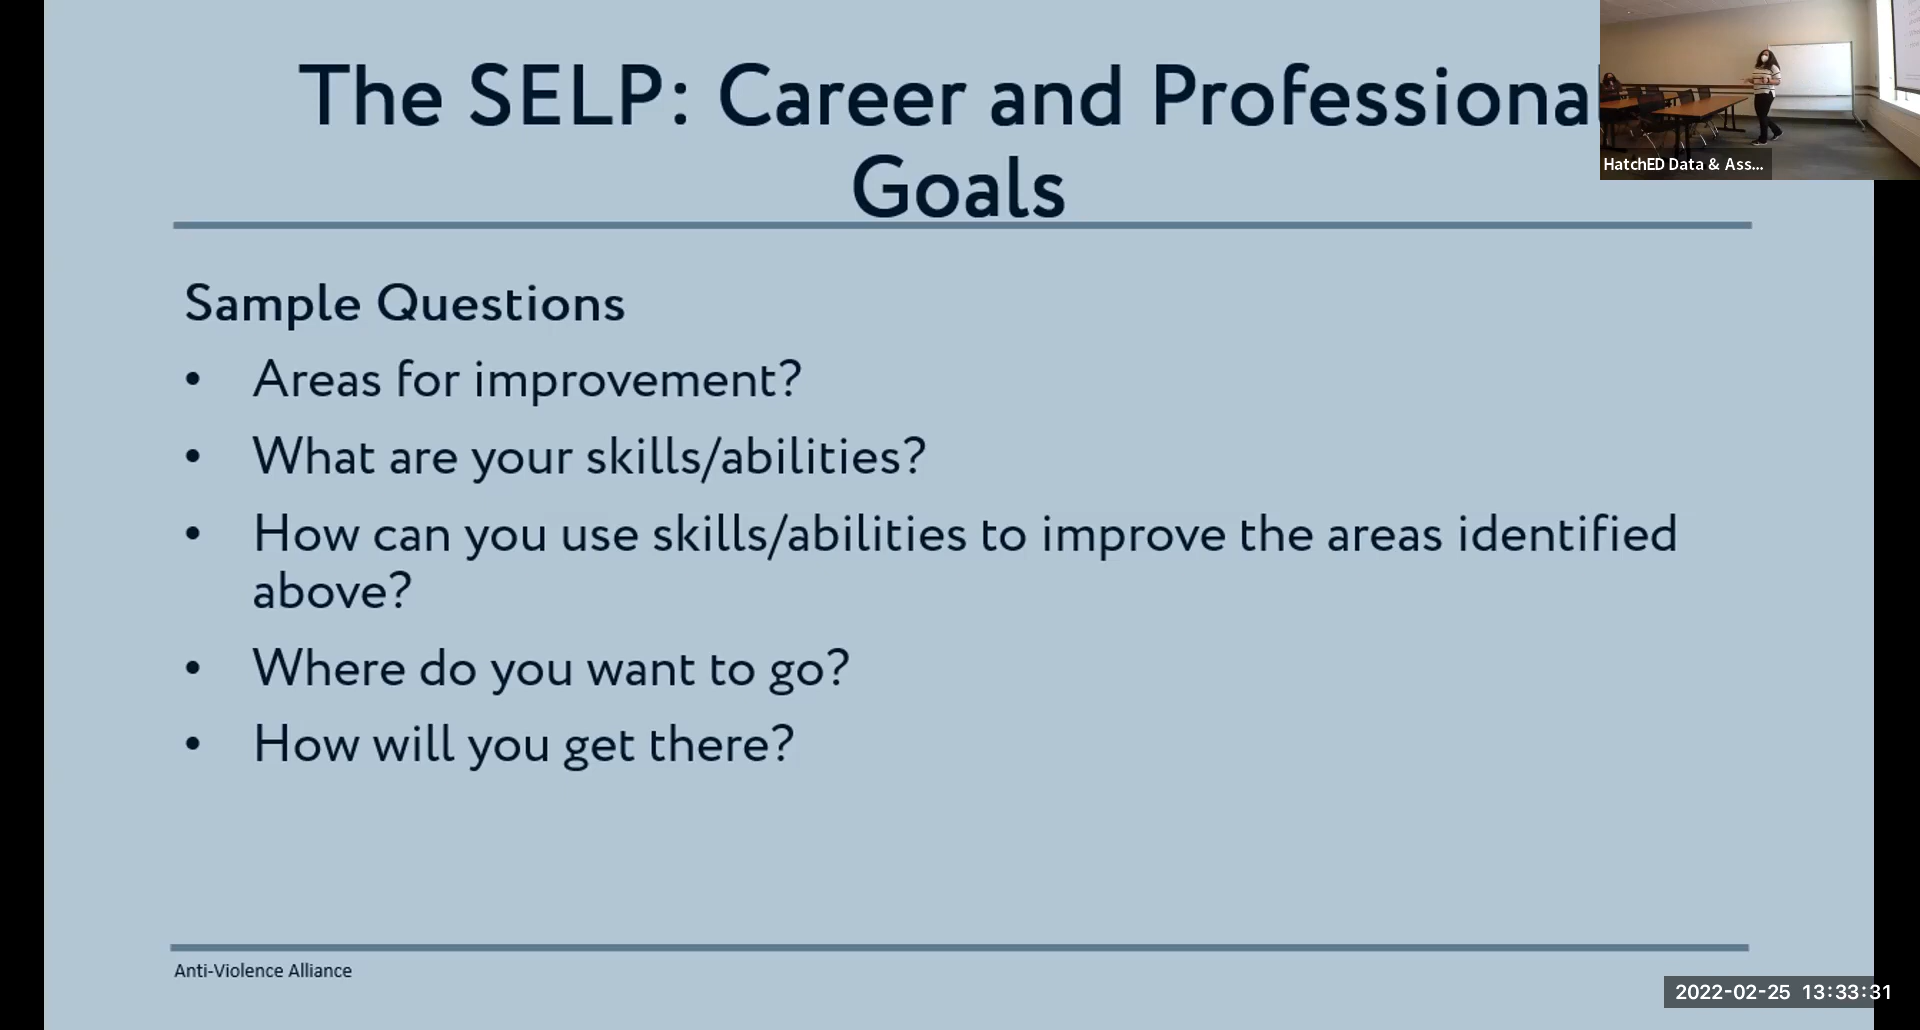 The SELP: Career and Professiona
Goals
HatchED Data & Ass...
Sample Questions
• Areas for improvement?
• What are your skills/abilities?
• How can you use skills/abilities to improve the areas identified
above?
• Where do you want to go?
• How will you get there?
Anti-Violence Alliance
2022-02-25 13:33:31